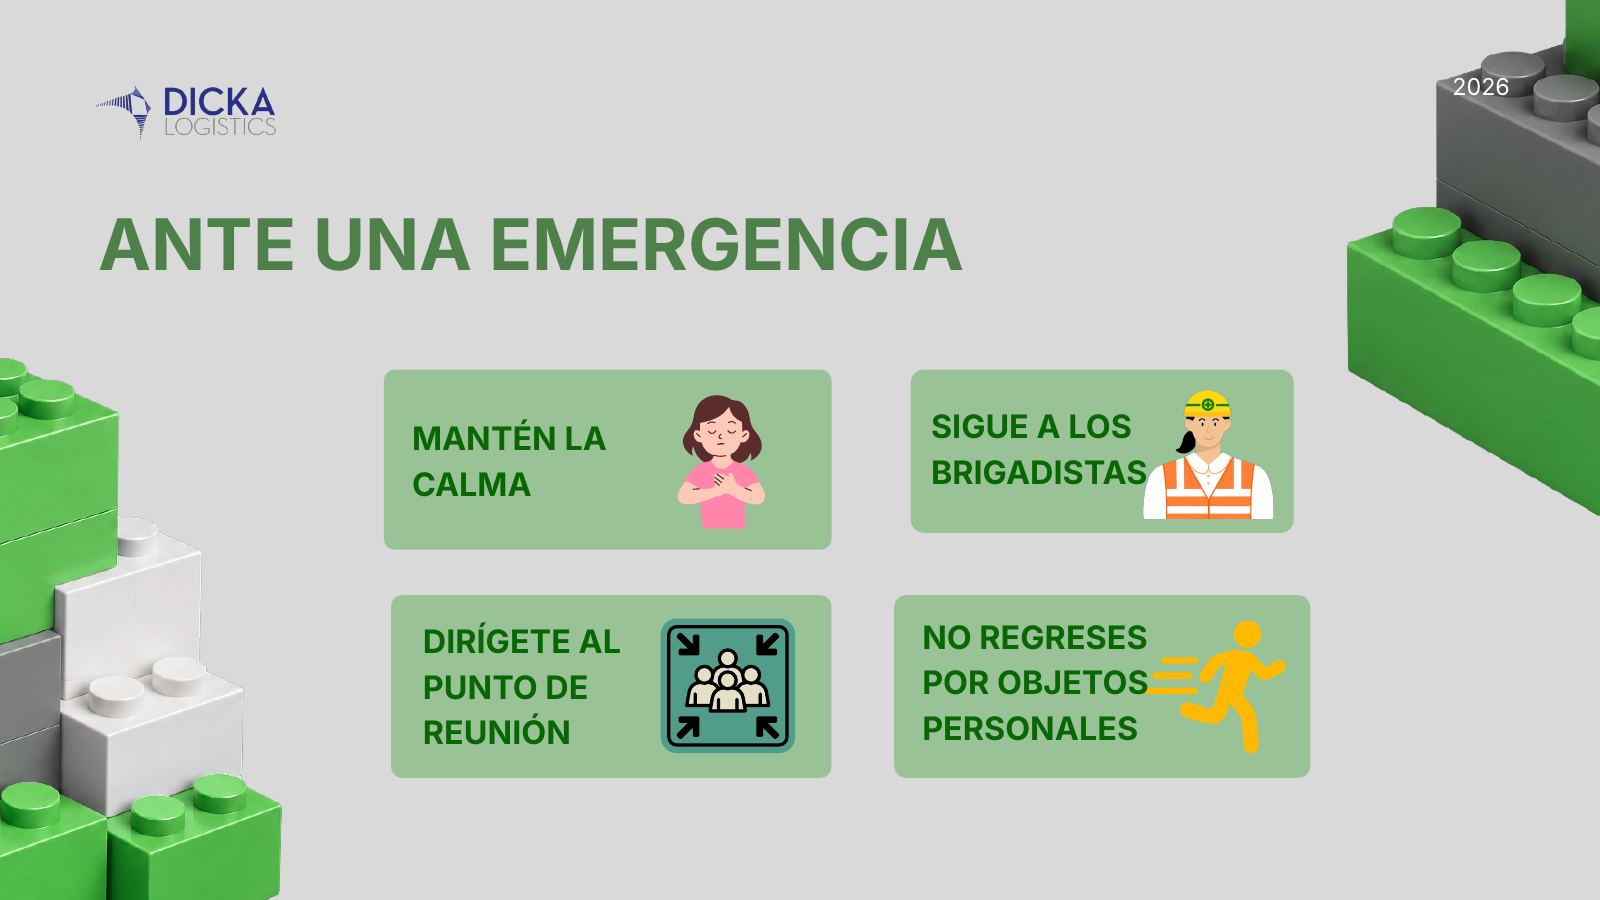 DICKA
LOGISTICS
2026
ANTE UNA EMERGENCIA
MANTÉN LA
CALMA
SIGUE A LOS
BRIGADISTAS
DIRÍGETE AL
PUNTO DE
REUNIÓN
NO REGRESES
POR OBJETOS
PERSONALES